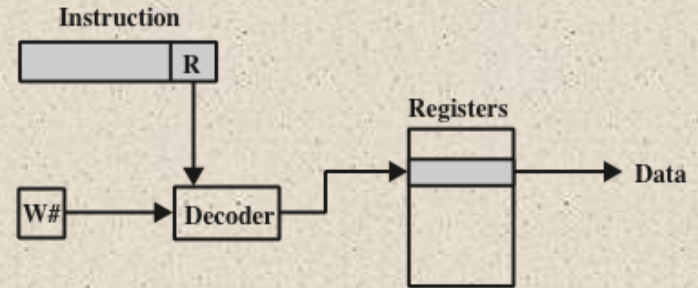 Instruction
R
Registers
Data
W#
Decoder